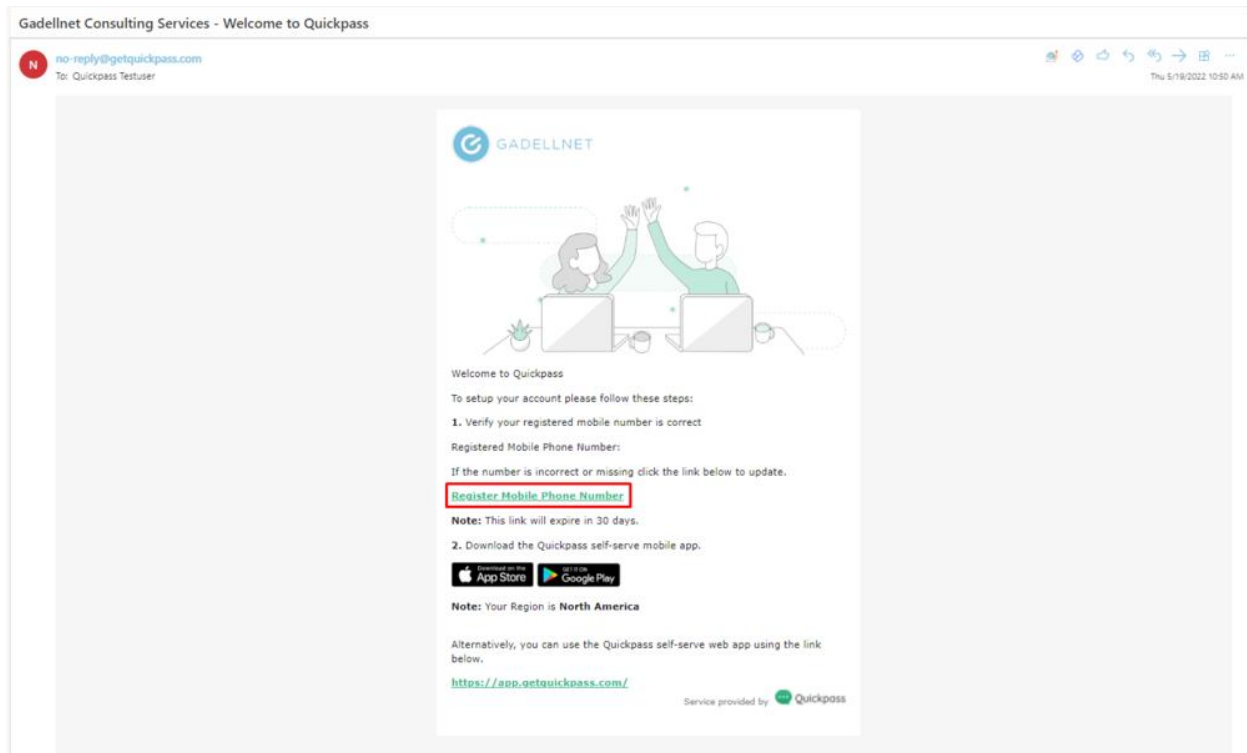 Gadellnet Consulting Services - Welcome to Quickpass
N
no-reply@getquickpass.com
To: Quickpass Testuser
Thu 5/19/2022 10:50 AM
GADELLNET
Welcome to Quickpass
To setup your account please follow these steps:
1. Verify your registered mobile number is correct
Registered Mobile Phone Number:
If the number is incorrect or missing click the link below to update.
Register Mobile Phone Number
Note: This link will expire in 30 days.
2. Download the Quickpass self-serve mobile app.
Download on the
App Store
GET IT ON
Google Play
Note: Your Region is North America
Alternatively, you can use the Quickpass self-serve web app using the link
below.
https://app.getquickpass.com/
Service provided by Quickpass